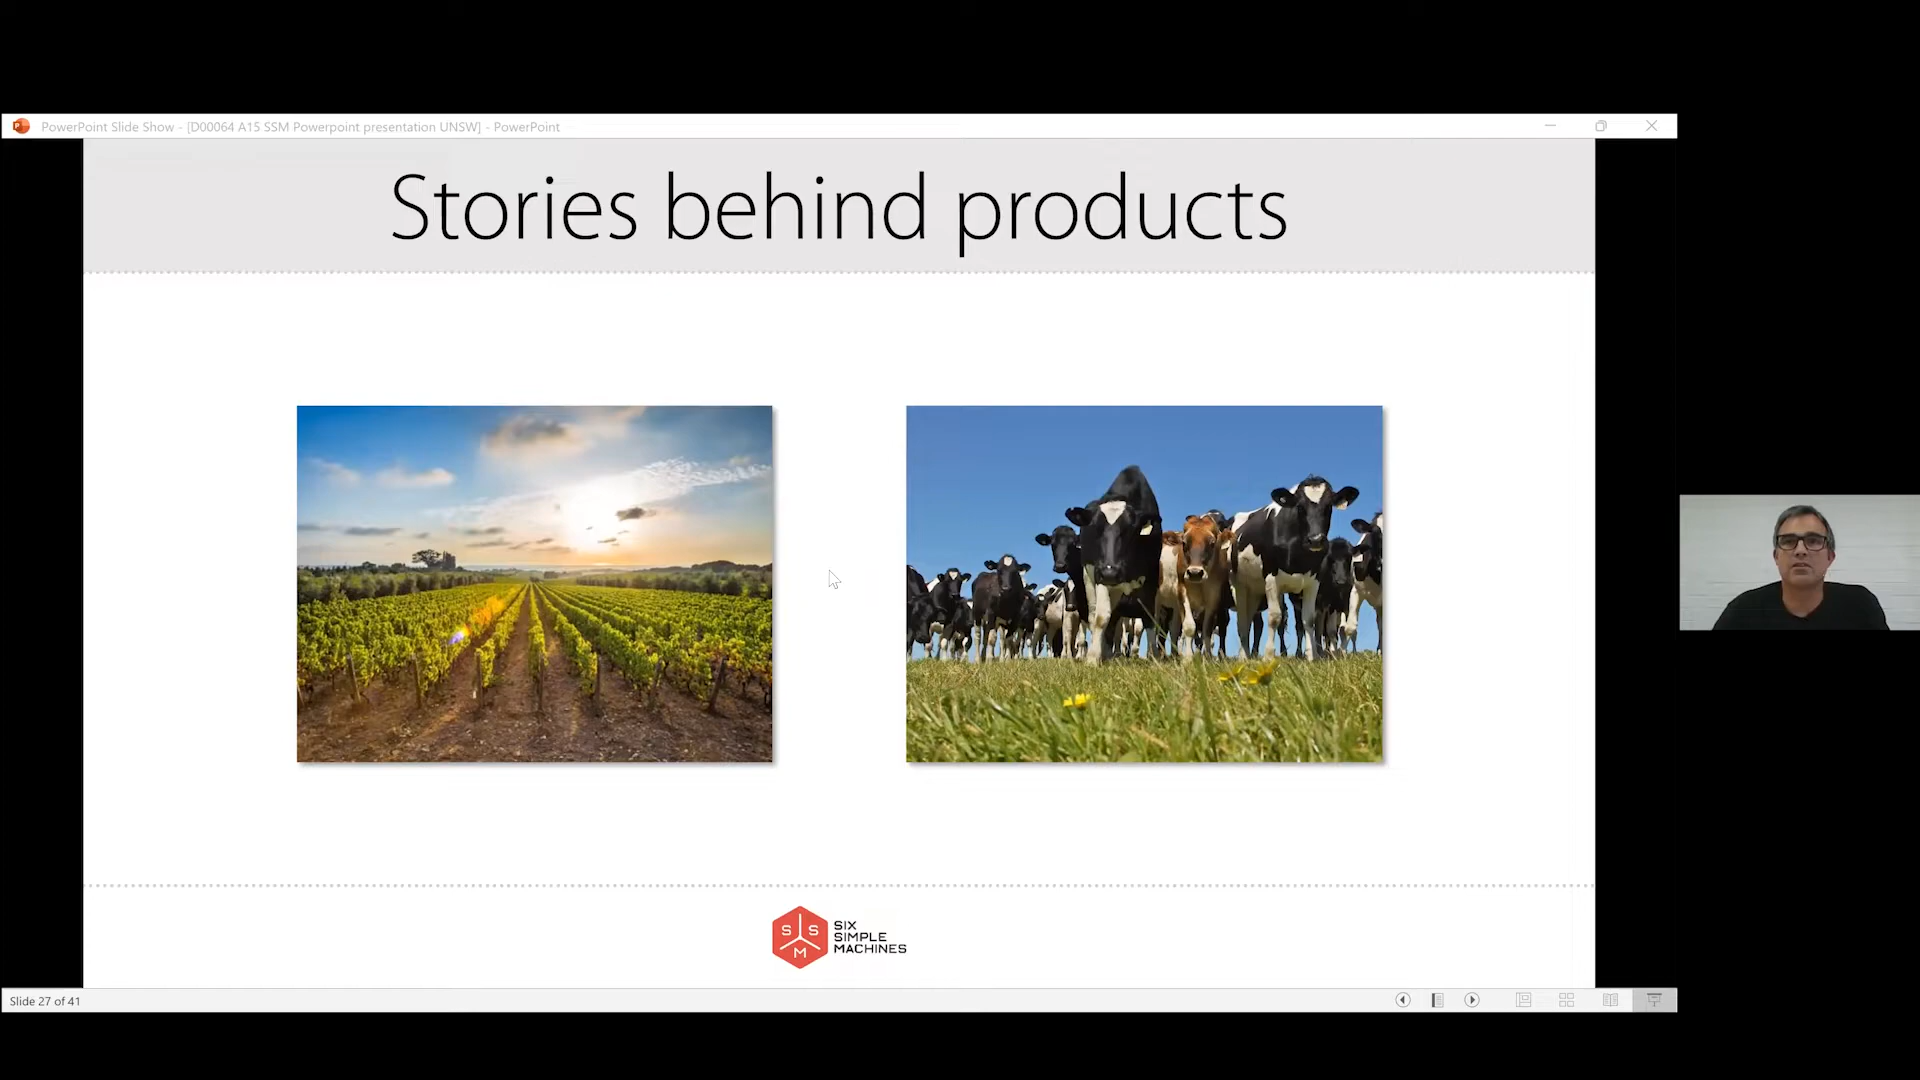 PowerPoint Slide Show - [D00064 A15 SSM Powerpoint presentation UNSW] - PowerPoint
Stories behind products
S S M
SIX
SIMPLE
MACHINES
Slide 27 of 41